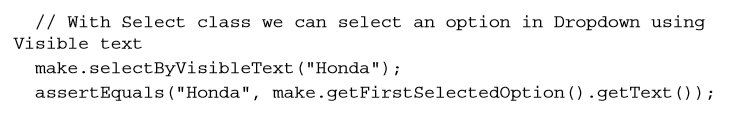 // With Select class we can select an option in Dropdown using
Visible text
make.selectByVisibleText("Honda");
assertEquals("Honda", make.getFirstSelectedOption().getText());